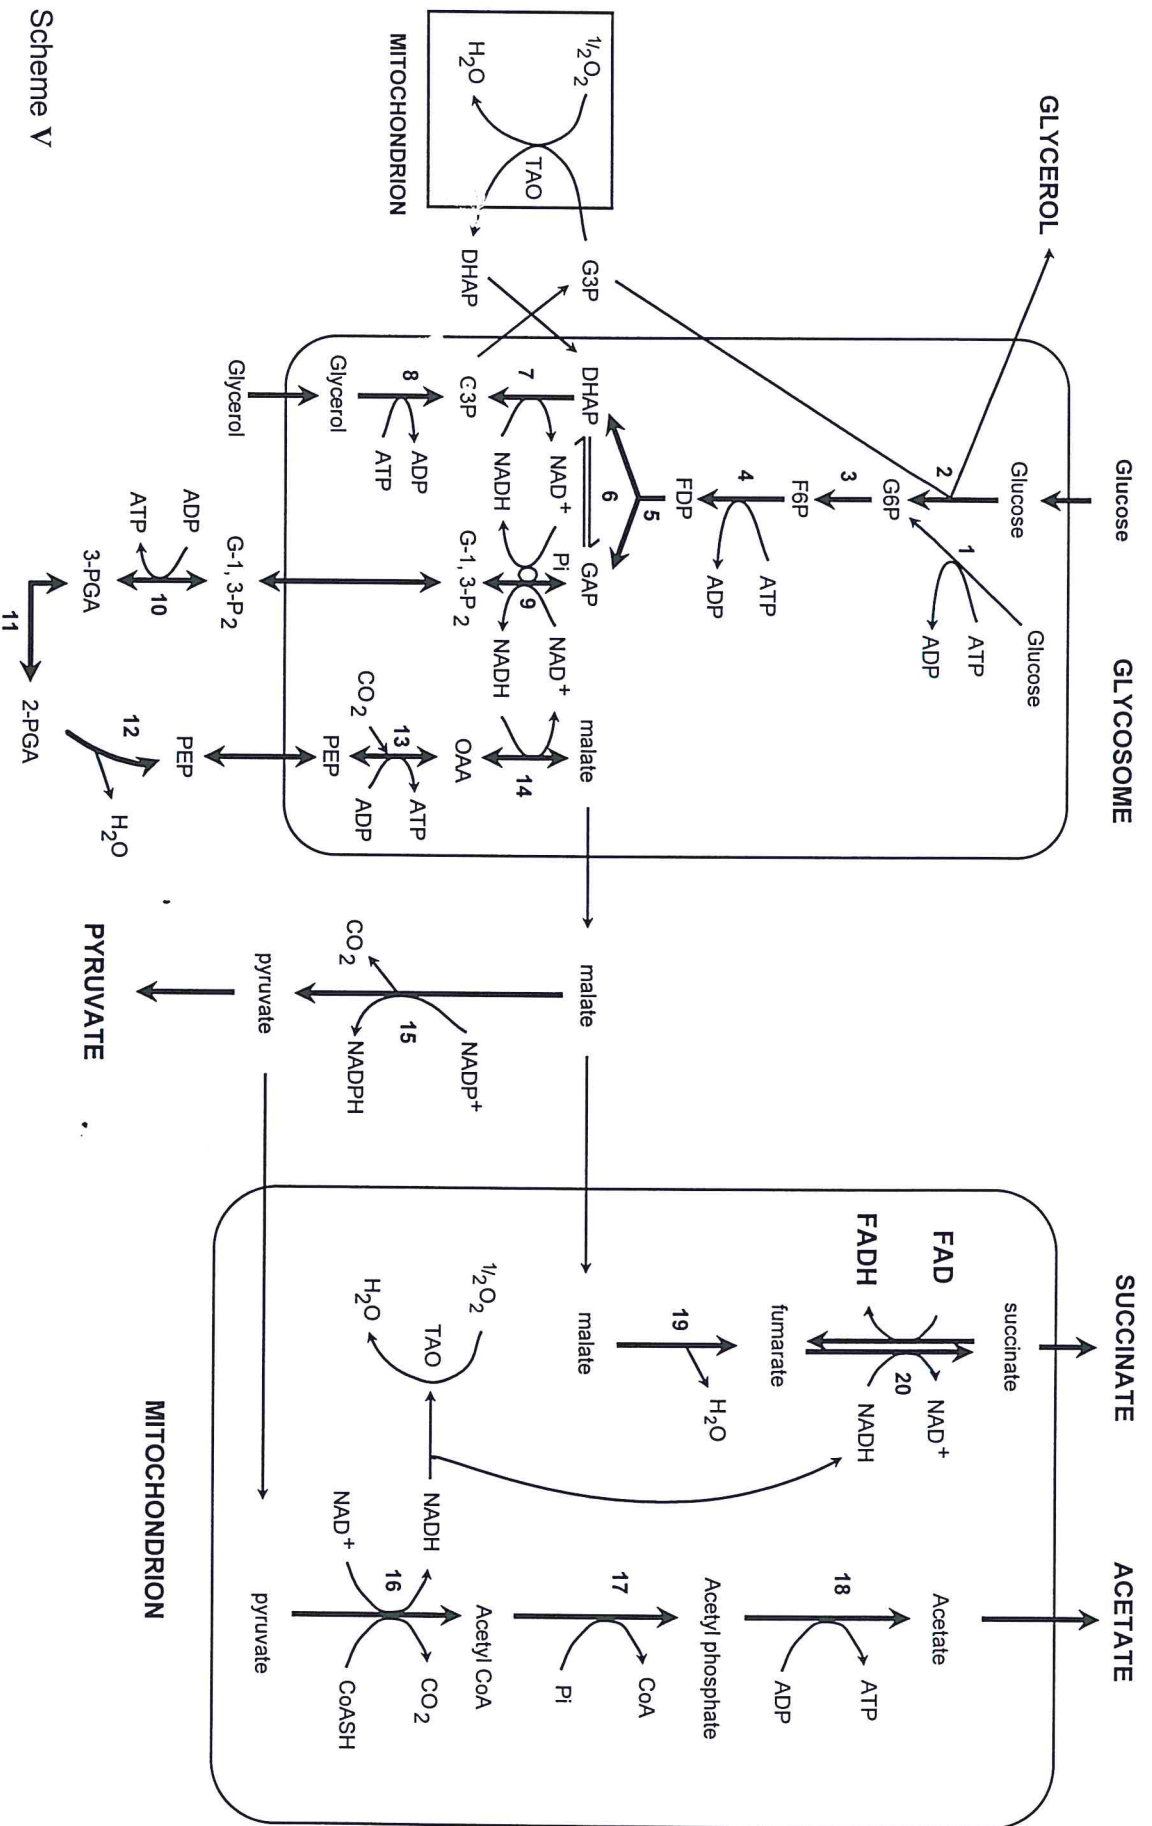 Glucose
GLYCOSOME
SUCCINATE
ACETATE
GLYCEROL
Glucose
Glucose
2
1
ATP
ADP
G6P
3
F6P
4
ATP
ADP
FDP
5
6
½O2
H2O
TAO
MITOCHONDRION
G3P
DHAP
DHAP
GAP
7
NAD+
NADH
Pi
9
NAD+
NADH
G3P
G-1, 3-P2
8
ADP
ATP
Glycerol
Glycerol
malate
14
OAA
13
CO2
ATP
ADP
PEP
G-1, 3-P2
ADP
ATP
10
3-PGA
11
2-PGA
12
H2O
PEP
malate
15
NADP+
NADPH
CO2
pyruvate
PYRUVATE
succinate
FAD
FADH
20
NAD+
NADH
fumarate
19
H2O
malate
½O2
H2O
TAO
NADH
NAD+
16
CO2
CoASH
pyruvate
Acetyl CoA
17
CoA
Pi
Acetyl phosphate
18
ATP
ADP
Acetate
MITOCHONDRION
Scheme V